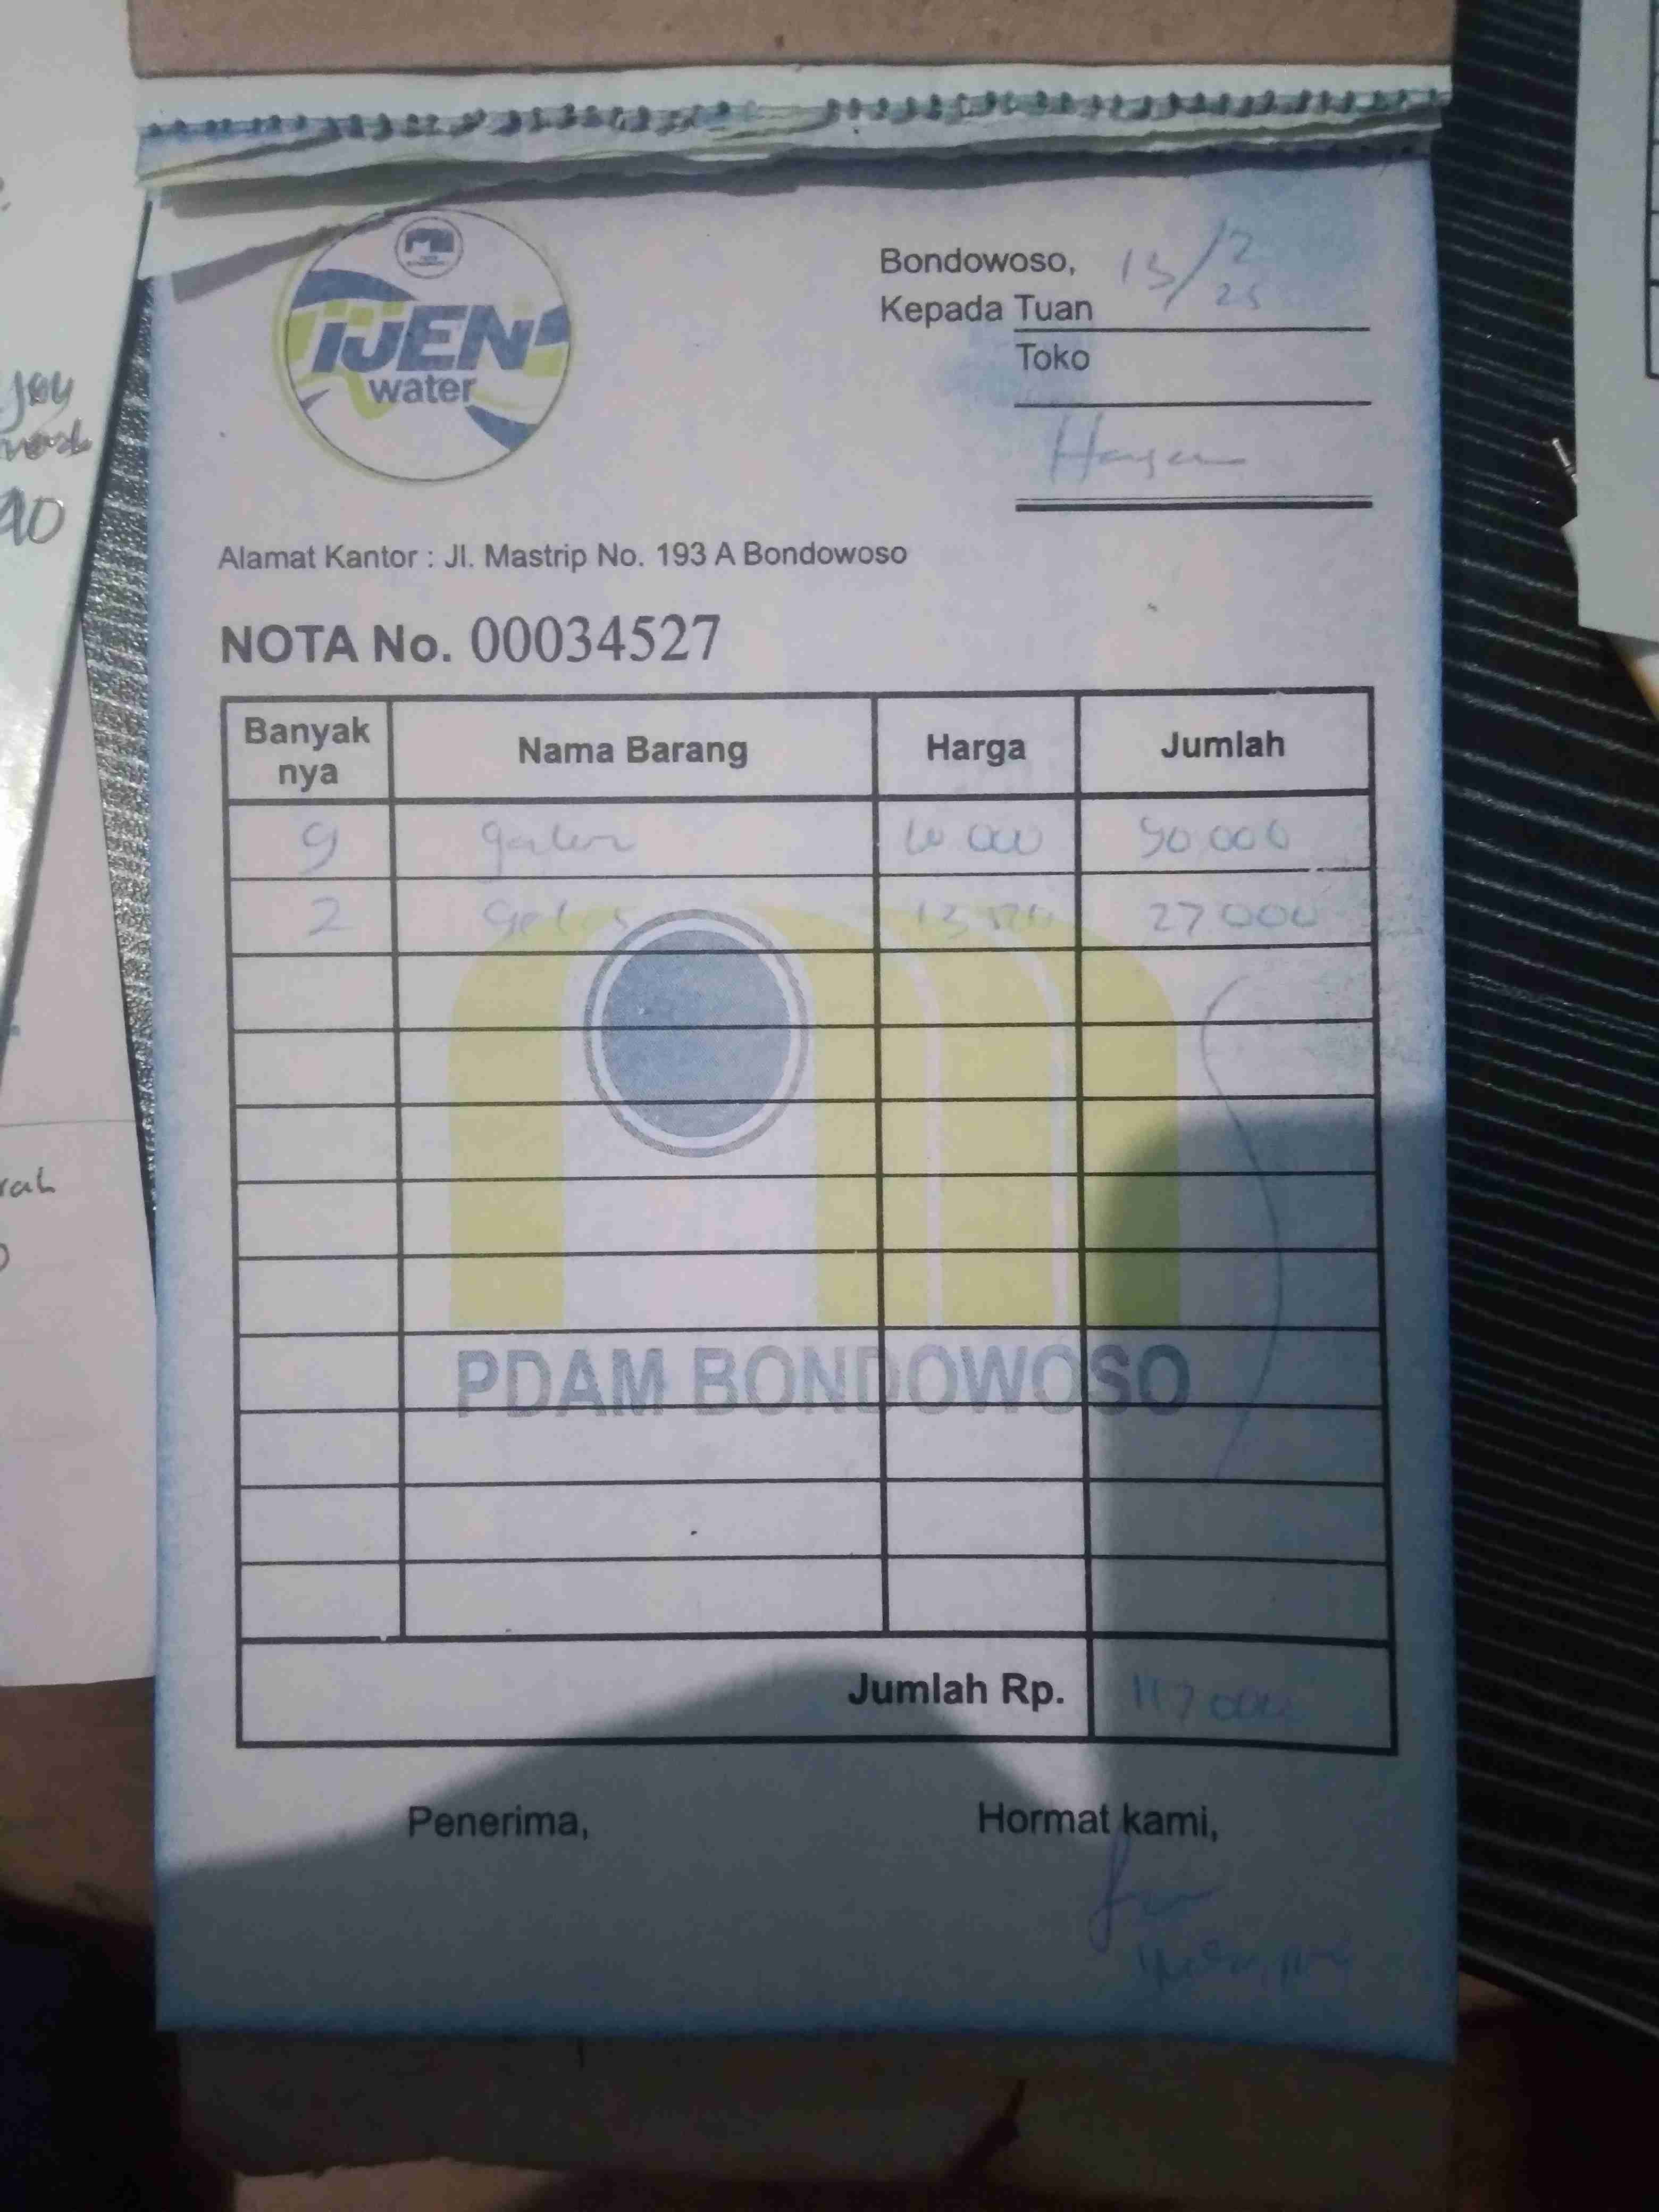 IJEN
water
Bondowoso, 13/2
25
Kepada Tuan
Toko
Alamat Kantor : Jl. Mastrip No. 193 A Bondowoso
NOTA No. 00034527
Banyak nya Nama Barang Harga Jumlah
9 galon 10 000 90 000
2 gelas 13 500 27 000
PDAM BONDOWOSO
Jumlah Rp. 117 000
Penerima, Hormat kami,